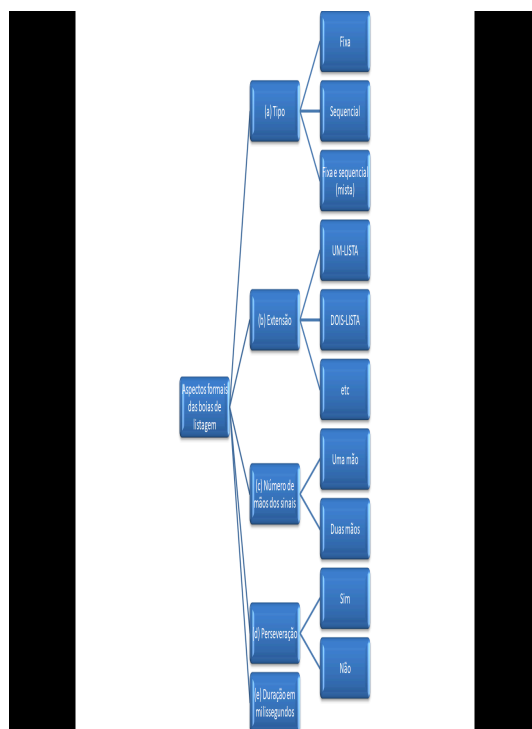 Aspectos formais
das boias de
listagem
(a) Tipo
Fixa
Sequencial
Fixa e sequencial
(mista)
(b) Extensão
UM-LISTA
DOIS-LISTA
etc
(c) Número de
mãos dos sinais
Uma mão
Duas mãos
(d) Perseveração
Sim
Não
(e) Duração em
milissegundos